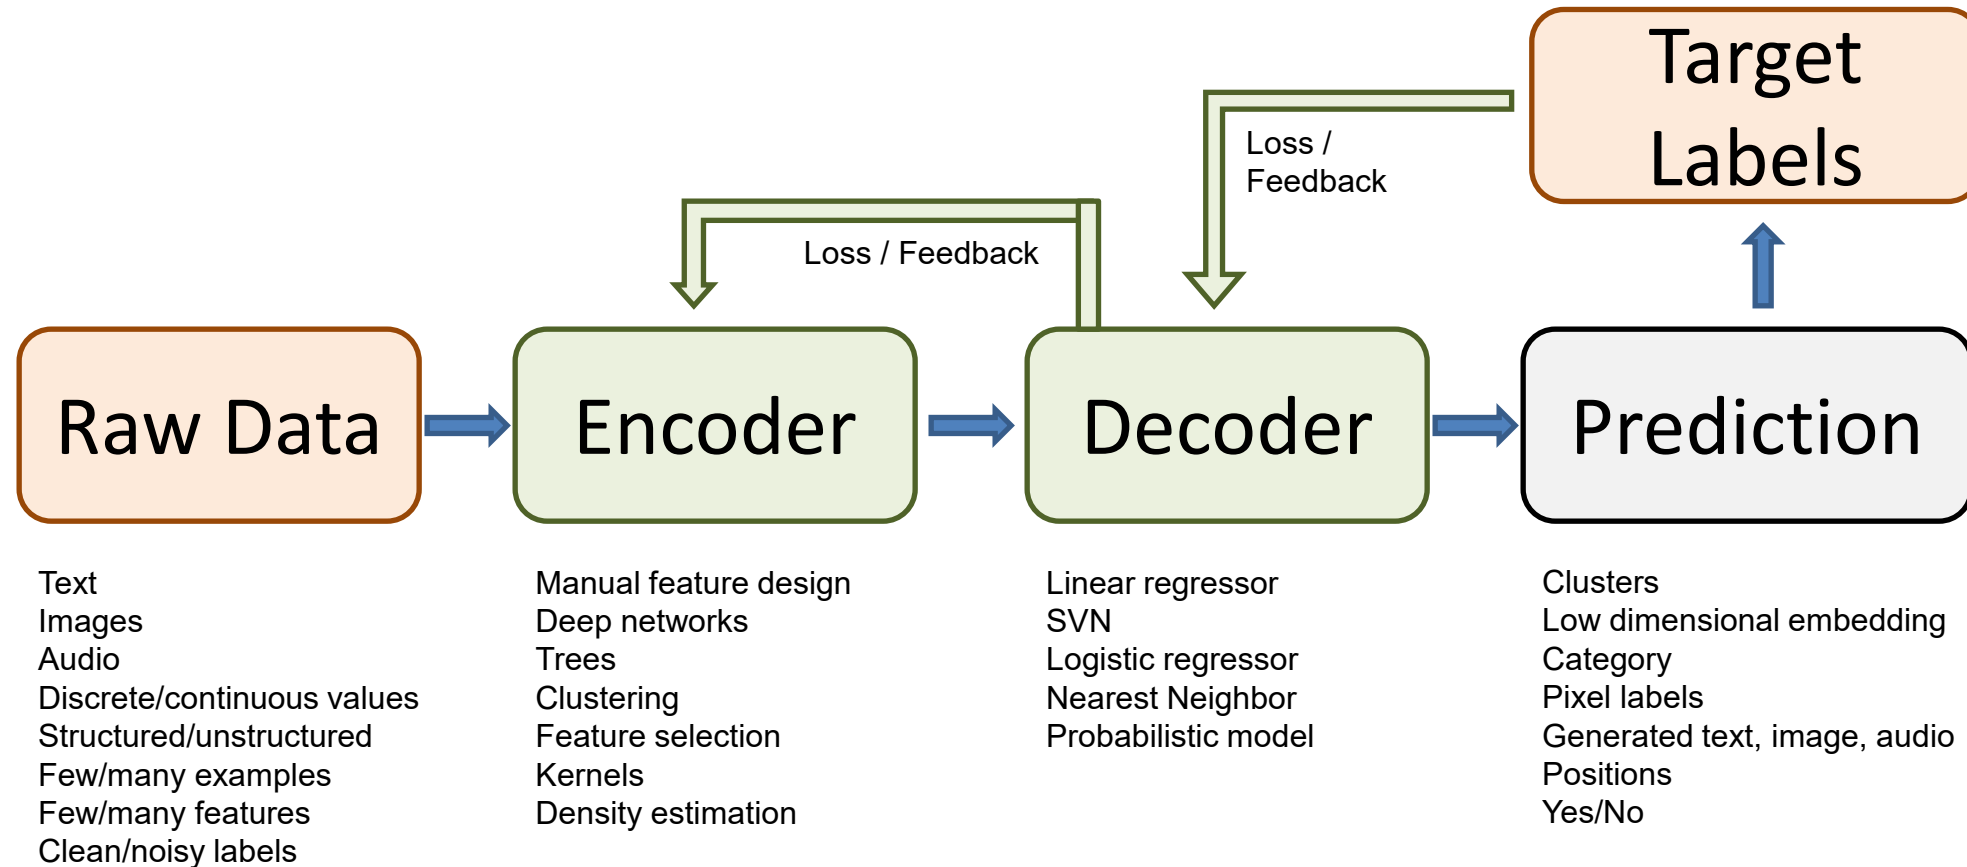 Target
Labels
Loss /
Feedback
Loss / Feedback
Raw Data
Encoder
Decoder
Prediction
Text
Images
Audio
Discrete/continuous values
Structured/unstructured
Few/many examples
Few/many features
Clean/noisy labels
Manual feature design
Deep networks
Trees
Clustering
Feature selection
Kernels
Density estimation
Linear regressor
SVN
Logistic regressor
Nearest Neighbor
Probabilistic model
Clusters
Low dimensional embedding
Category
Pixel labels
Generated text, image, audio
Positions
Yes/No